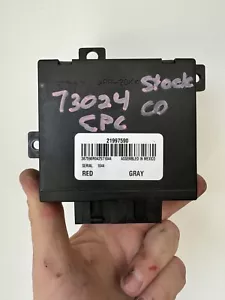 73024 Stock
CPC CO
21997590
ASSEMBLED IN MEXICO
SERIAL
RED GRAY